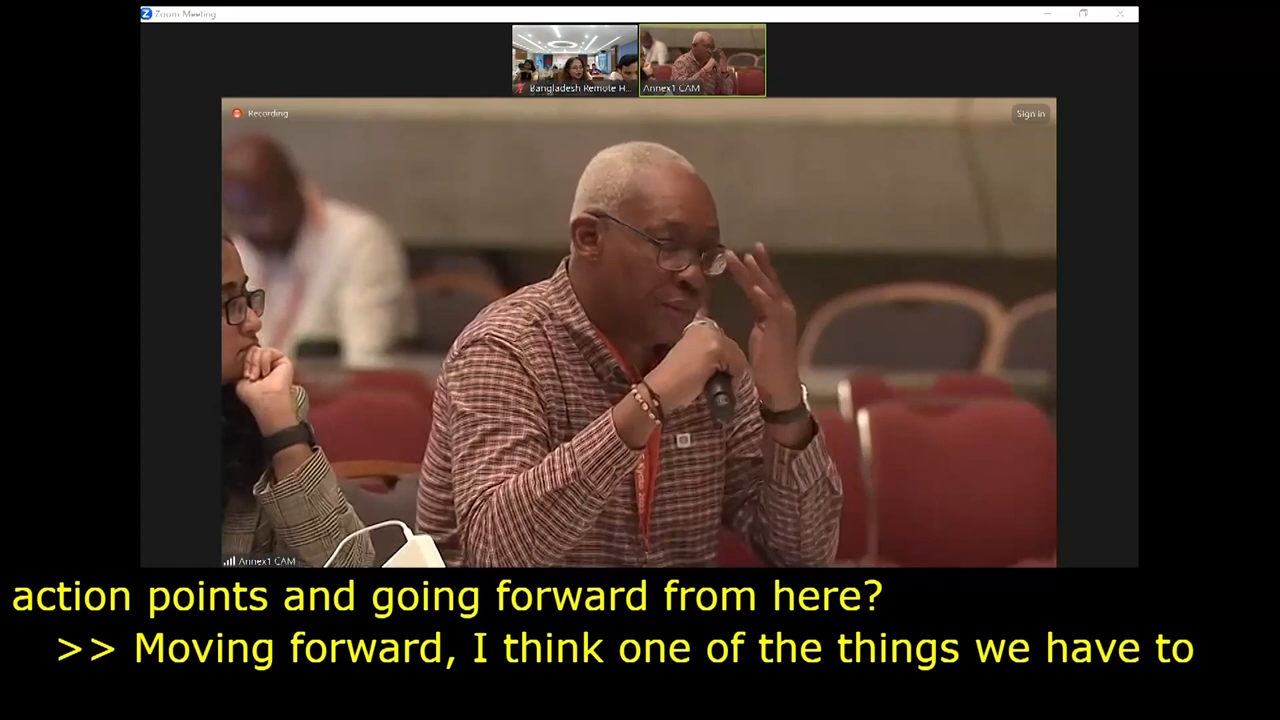 Zoom Meeting
Bangladesh Remote H...
Annex1 CAM
Recording
Sign in
Annex1 CAM
action points and going forward from here?
>> Moving forward, I think one of the things we have to